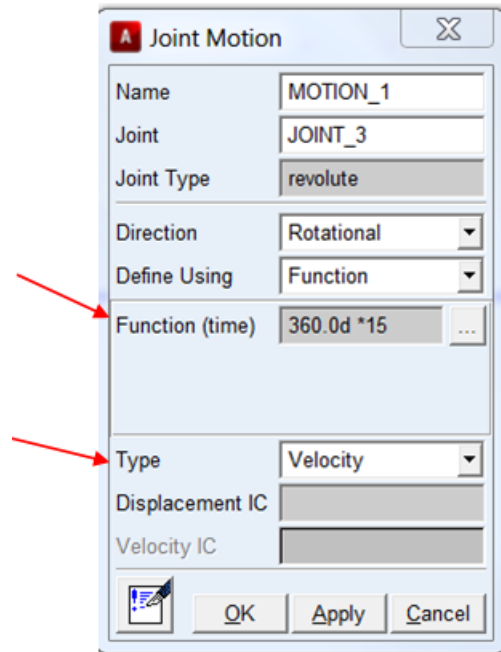 Joint Motion
Name MOTION_1
Joint JOINT_3
Joint Type revolute
Direction Rotational
Define Using Function
Function (time) 360.0d *15 ...
Type Velocity
Displacement IC
Velocity IC
OK Apply Cancel